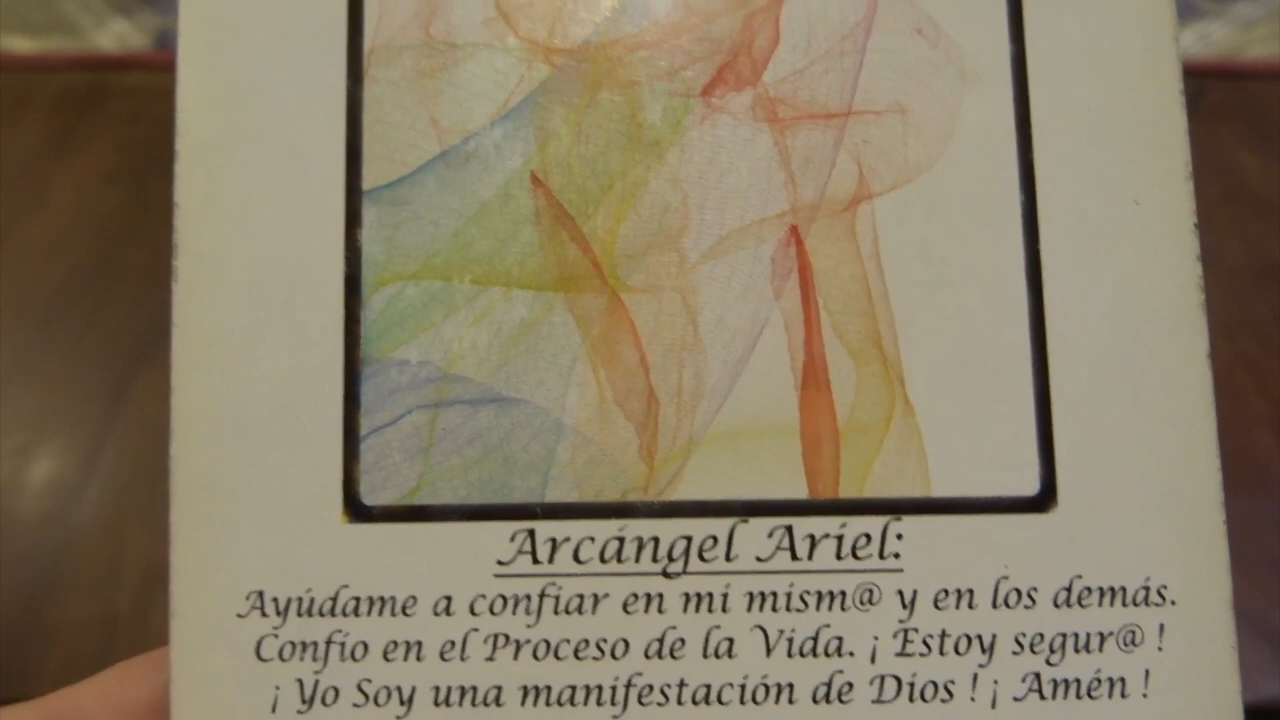 Arcángel Ariel:
Ayúdame a confiar en mi mism@ y en los demás.
Confío en el Proceso de la Vida. ¡ Estoy segur@ !
¡ Yo Soy una manifestación de Dios ! ¡ Amén !